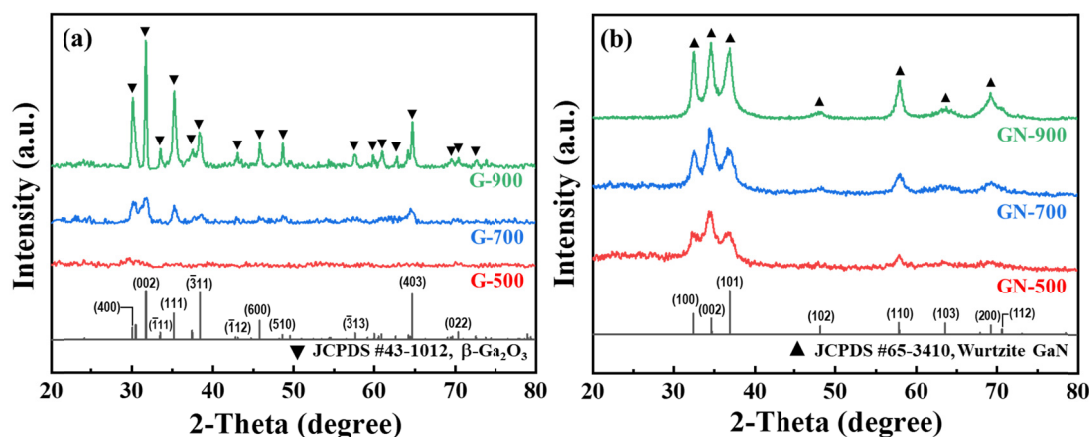 (a)
Intensity (a.u.)
G-900
G-700
G-500
(002)
(3̅11)
(403)
(400)
(111)
(600)
(1̅11)
(1̅12)
(510)
(3̅13)
(022)
▼ JCPDS #43-1012, β-Ga₂O₃
20 30 40 50 60 70 80
2-Theta (degree)
(b)
Intensity (a.u.)
GN-900
GN-700
GN-500
(101)
(100)
(002)
(102)
(110)
(103)
(200)
(112)
▲ JCPDS #65-3410, Wurtzite GaN
20 30 40 50 60 70 80
2-Theta (degree)